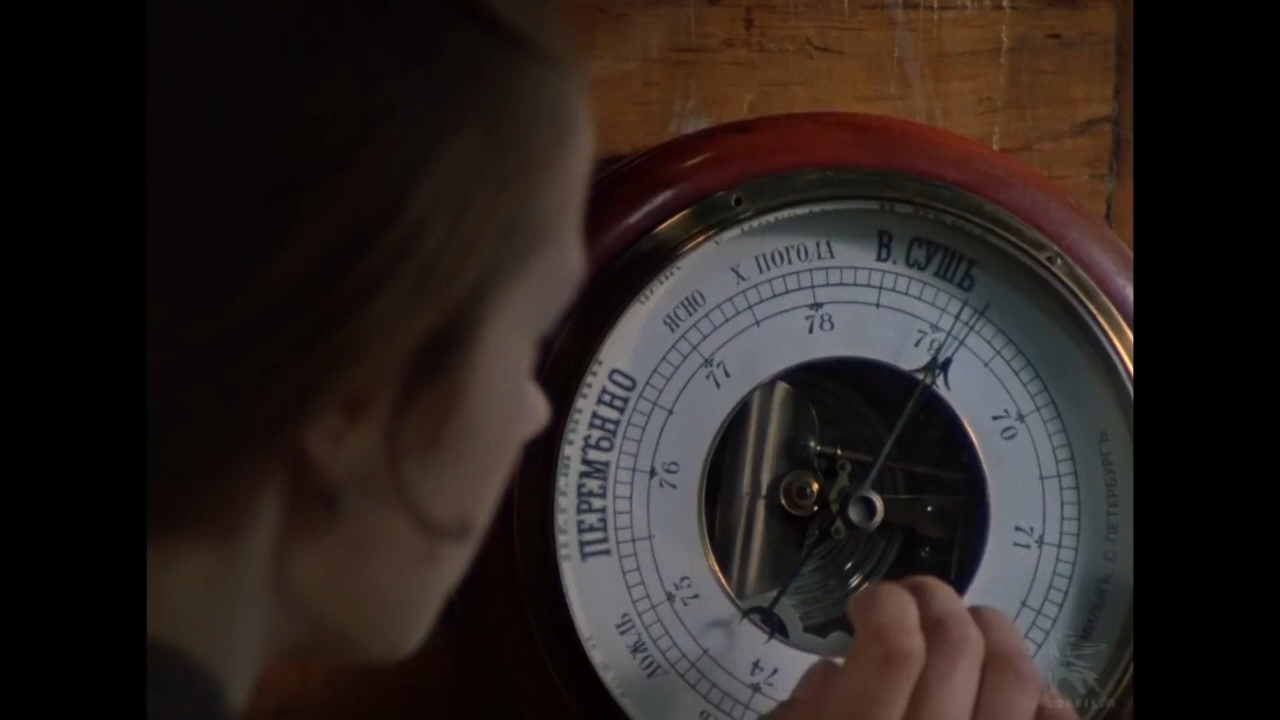 В. СУШЬ
Х. ПОГОДА
ЯСНО
ПЕРЕМѢННО
ДОЖДЬ
74
75
76
77
78
79
70
71
С. ПЕТЕРБУРГЪ